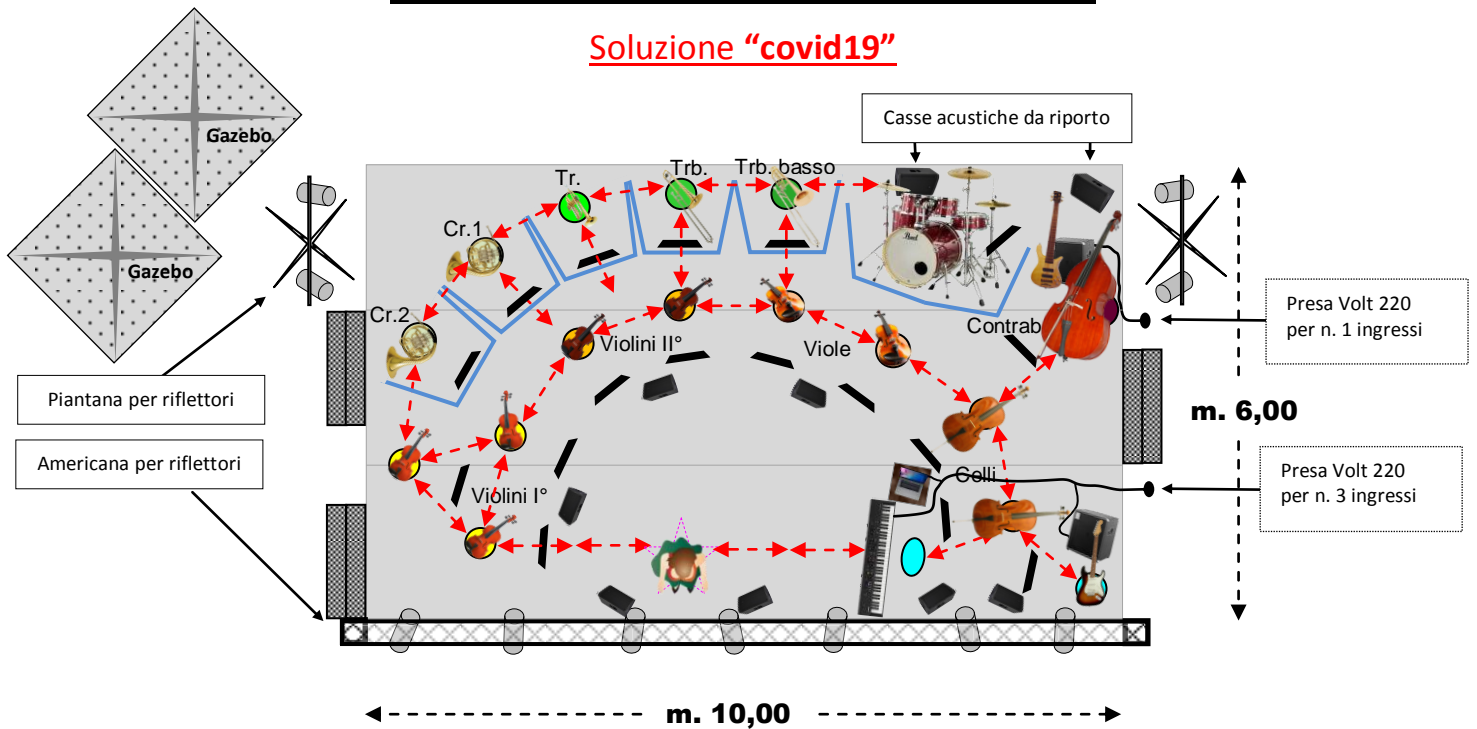 Soluzione “covid19”
Gazebo
Gazebo
Casse acustiche da riporto
Trb.
Trb. basso
Tr.
Cr.1
Cr.2
Violini II°
Viole
Contrab
Presa Volt 220
per n. 1 ingressi
Piantana per riflettori
m. 6,00
Americana per riflettori
Violini I°
Celli
Presa Volt 220
per n. 3 ingressi
m. 10,00